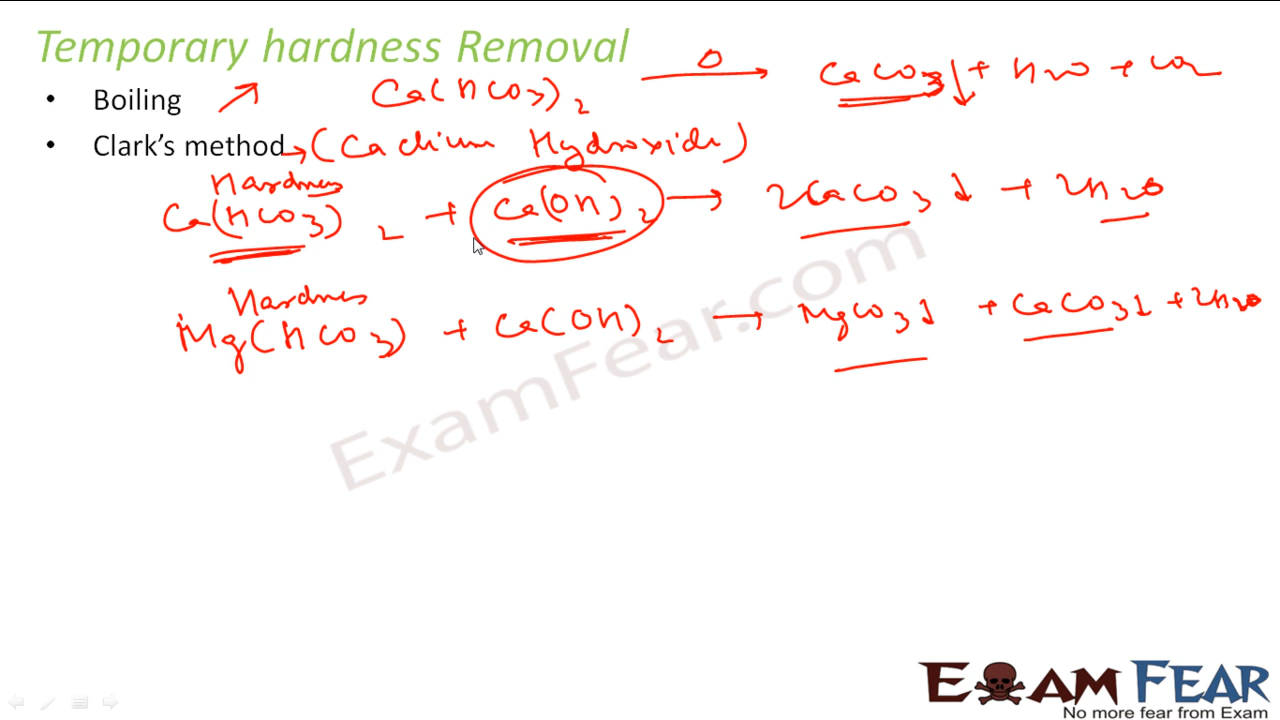 Temporary hardness Removal
• Boiling ↗ Ca(HCO3)2 —Δ→ CaCO3↓ + H2O + CO2
• Clark's method → (Caclium Hydroxide)
Hardness
Ca(HCO3)2 + Ca(OH)2 → 2CaCO3↓ + 2H2O
Hardness
Mg(HCO3) + Ca(OH)2 → MgCO3↓ + CaCO3↓ + 2H2O
ExamFear.com
EXAM FEAR
No more fear from Exam